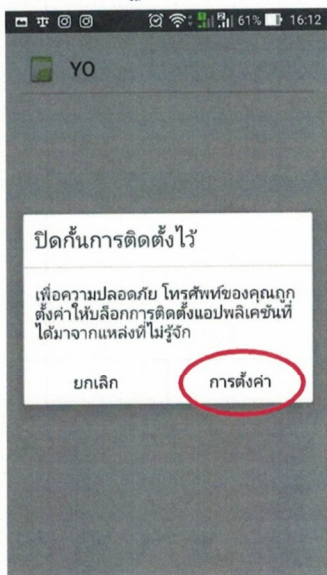 61% 16:12
YO
ปิดกั้นการติดตั้งไว้
เพื่อความปลอดภัย โทรศัพท์ของคุณถูก
ตั้งค่าให้บล็อกการติดตั้งแอปพลิเคชันที่
ได้มาจากแหล่งที่ไม่รู้จัก
ยกเลิก การตั้งค่า